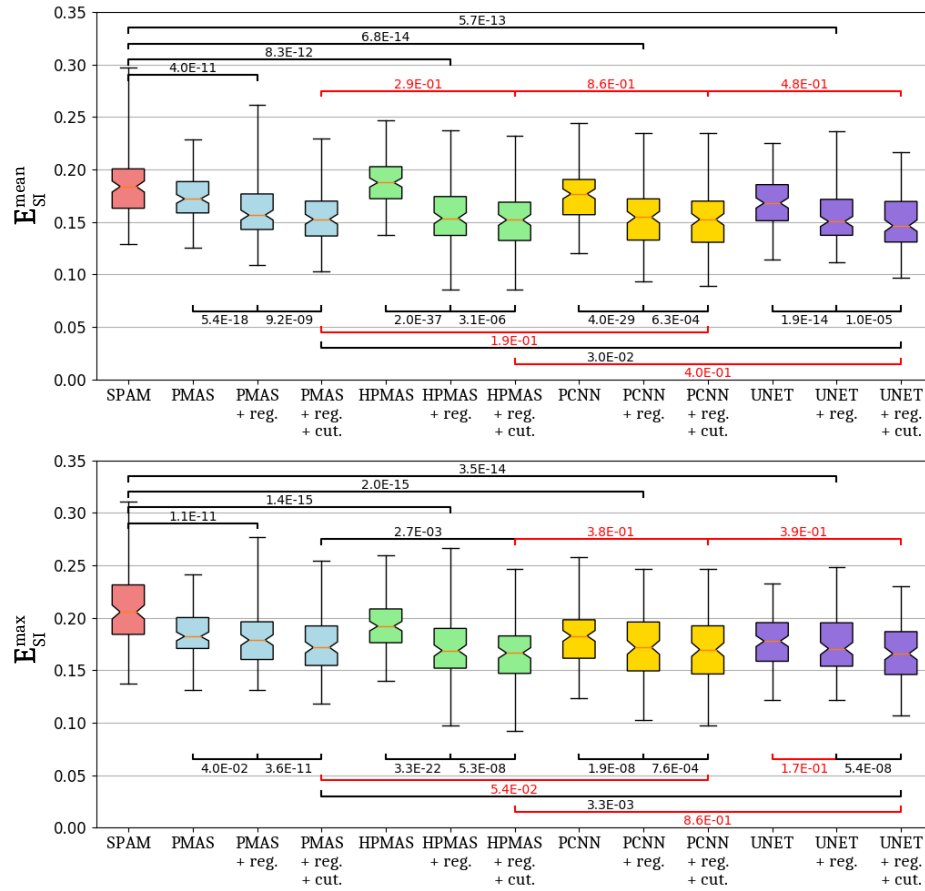 0.35
5.7E-13
6.8E-14
0.30
8.3E-12
4.0E-11
2.9E-01 8.6E-01 4.8E-01
0.25
0.20
E SI mean
0.15
0.10
5.4E-18 9.2E-09 2.0E-37 3.1E-06 4.0E-29 6.3E-04 1.9E-14 1.0E-05
0.05
1.9E-01
3.0E-02
4.0E-01
0.00
SPAM PMAS PMAS HPMAS HPMAS HPMAS PCNN PCNN PCNN UNET UNET UNET
+ reg. + reg. + reg. + reg. + reg. + reg. + reg. + reg.
+ cut. + cut. + cut. + cut.
0.35
3.5E-14
2.0E-15
1.4E-15
0.30
1.1E-11
2.7E-03 3.8E-01 3.9E-01
0.25
0.20
E SI max
0.15
0.10
4.0E-02 3.6E-11 3.3E-22 5.3E-08 1.9E-08 7.6E-04 1.7E-01 5.4E-08
0.05
5.4E-02
3.3E-03
8.6E-01
0.00
SPAM PMAS PMAS PMAS HPMAS HPMAS HPMAS PCNN PCNN PCNN UNET UNET UNET
+ reg. + reg. + reg. + reg. + reg. + reg. + reg. + reg.
+ cut. + cut. + cut. + cut.